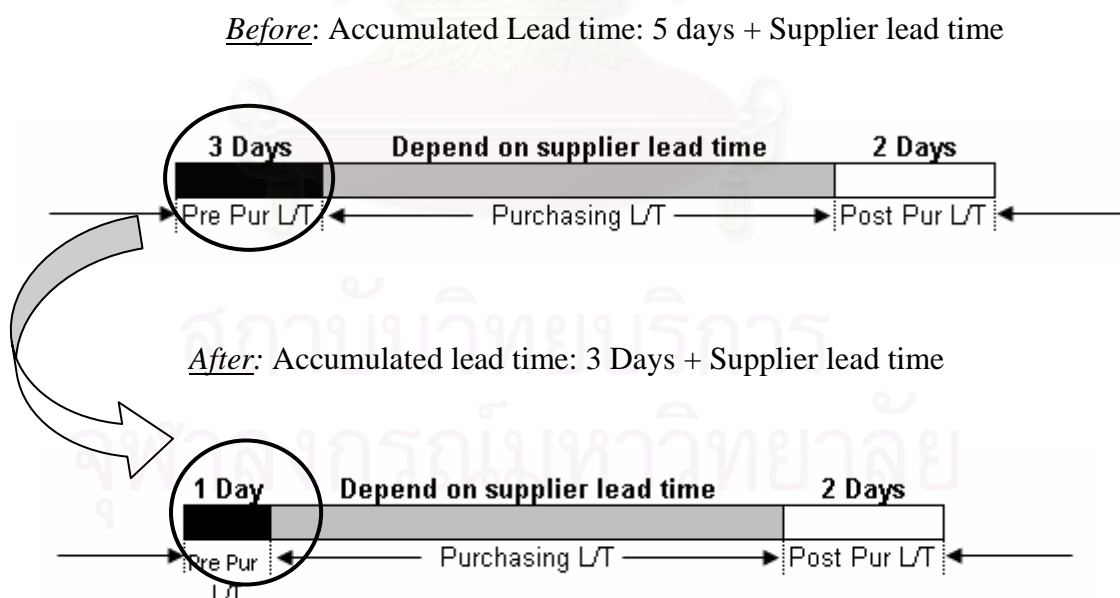 Before: Accumulated Lead time: 5 days + Supplier lead time
3 Days Depend on supplier lead time 2 Days
Pre Pur L/T Purchasing L/T Post Pur L/T
สถาบันวิทยบริการ
After: Accumulated lead time: 3 Days + Supplier lead time
จุฬาลงกรณ์มหาวิทยาลัย
1 Day Depend on supplier lead time 2 Days
Pre Pur Purchasing L/T Post Pur L/T
L/T